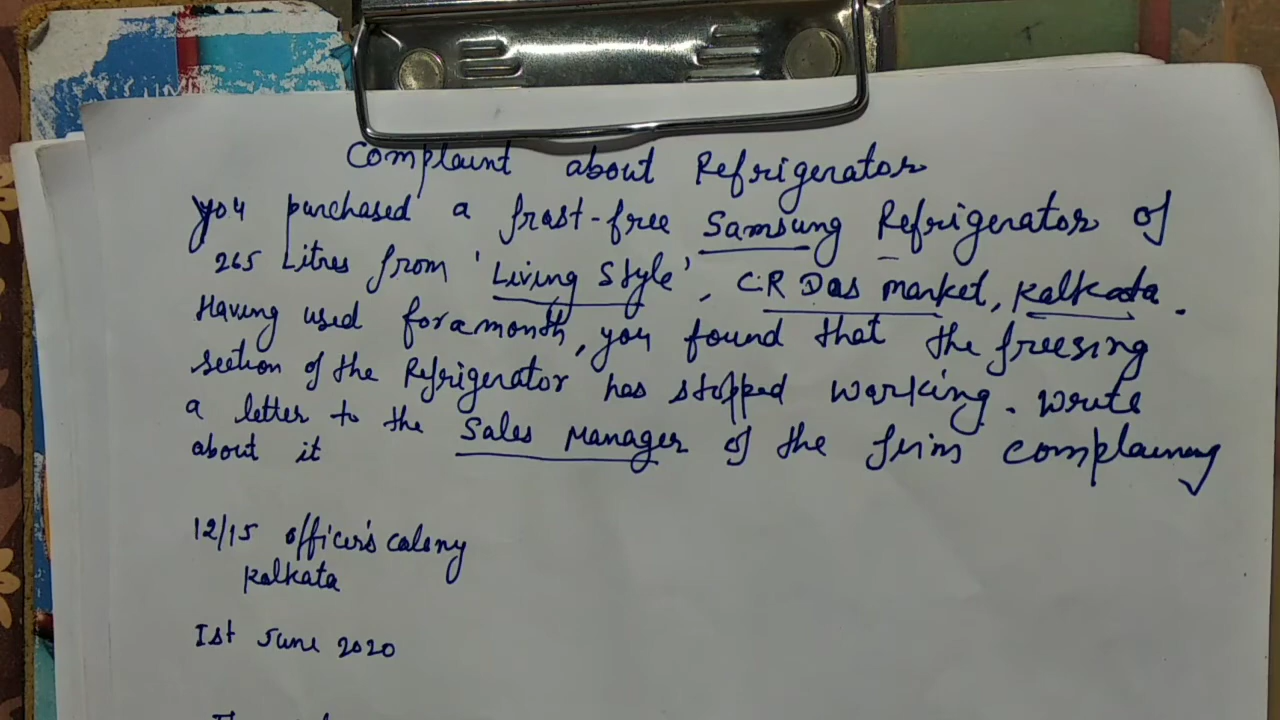 Complaint about Refrigerator
you purchased a frost-free Samsung Refrigerator of
265 Litres from 'Living Style', C.R Das market, Kolkata.
Having used for a month, you found that the freesing
section of the Refrigerator has stopped working. Write
a letter to the Sales Manager of the firm complaining
about it
12/15 officer's colony
Kolkata
Ist June 2020